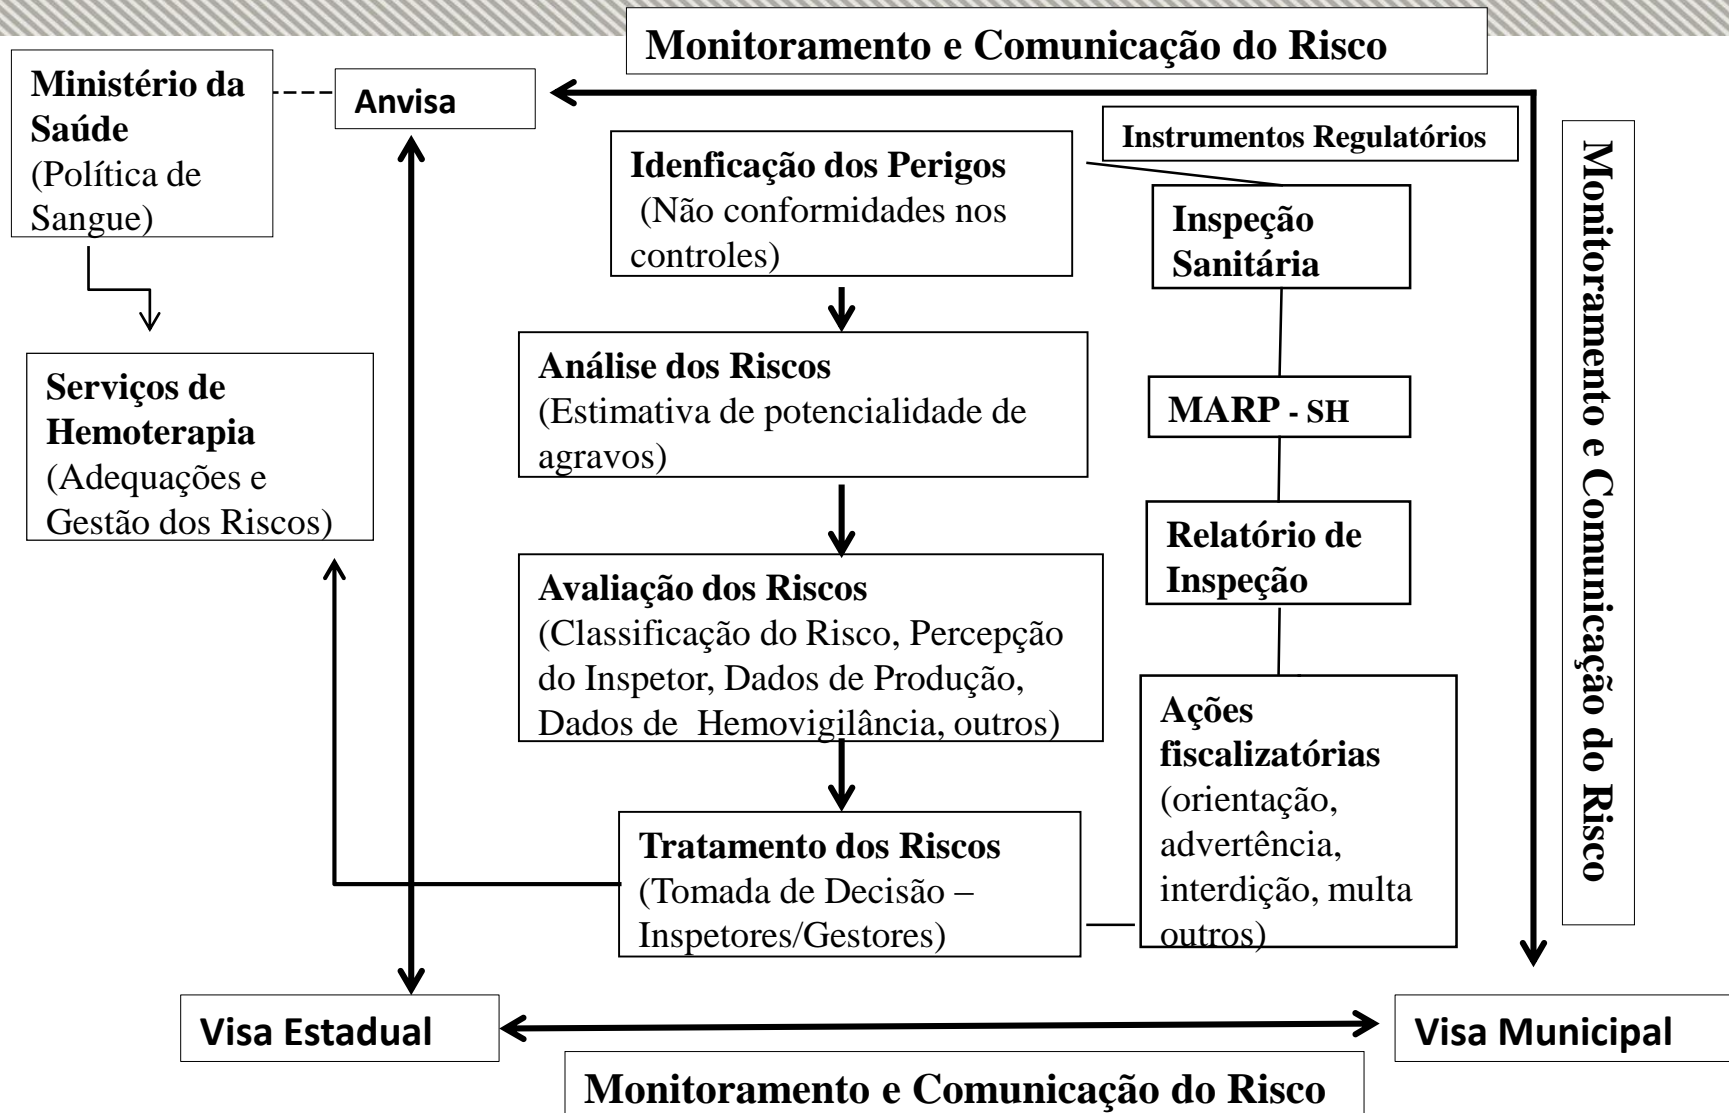 Monitoramento e Comunicação do Risco
Ministério da
Saúde
(Política de
Sangue)
Anvisa
Instrumentos Regulatórios
Idenficação dos Perigos
(Não conformidades nos
controles)
Inspeção
Sanitária
Monitoramento e Comunicação do Risco
Serviços de
Hemoterapia
(Adequações e
Gestão dos Riscos)
Análise dos Riscos
(Estimativa de potencialidade de
agravos)
MARP - SH
Relatório de
Inspeção
Avaliação dos Riscos
(Classificação do Risco, Percepção
do Inspetor, Dados de Produção,
Dados de Hemovigilância, outros)
Ações
fiscalizatórias
(orientação,
advertência,
interdição, multa
outros)
Tratamento dos Riscos
(Tomada de Decisão –
Inspetores/Gestores)
Visa Estadual
Visa Municipal
Monitoramento e Comunicação do Risco